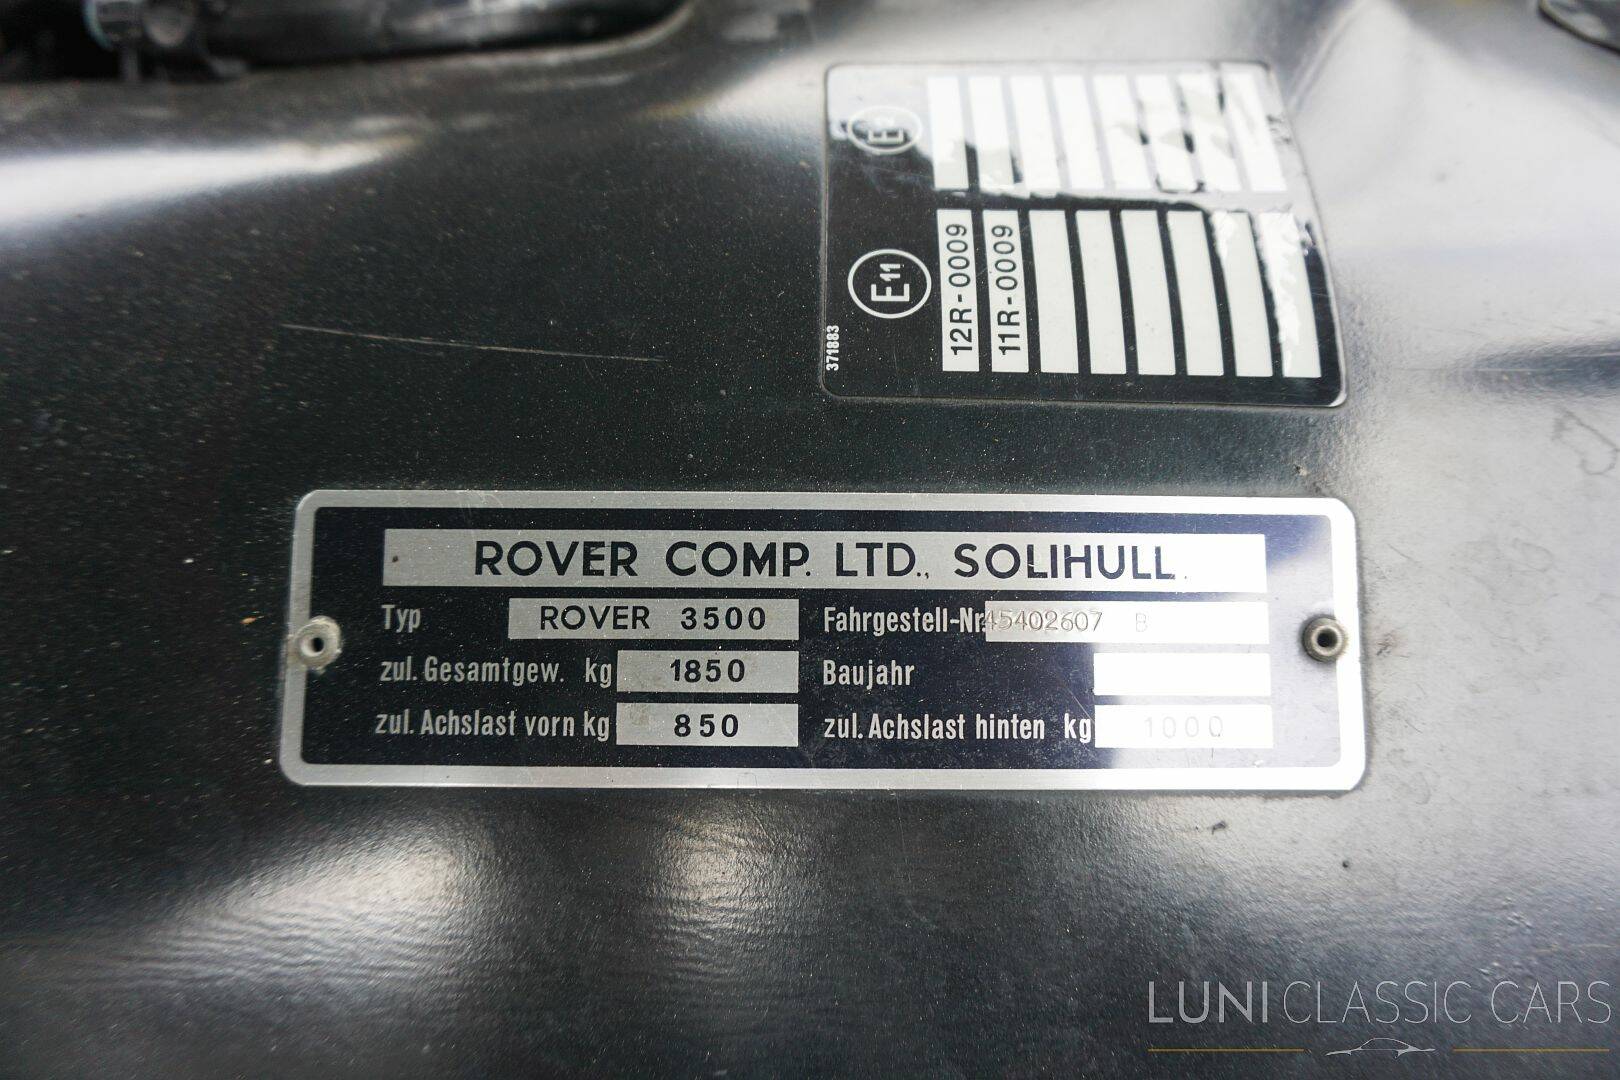 E2
E11
12R-0009
11R-0009
371883
ROVER COMP. LTD., SOLIHULL.
Typ ROVER 3500 Fahrgestell-Nr. 45402607 B
zul. Gesamtgew. kg 1850 Baujahr
zul. Achslast vorn kg 850 zul. Achslast hinten kg 1000
LUNI CLASSIC CARS